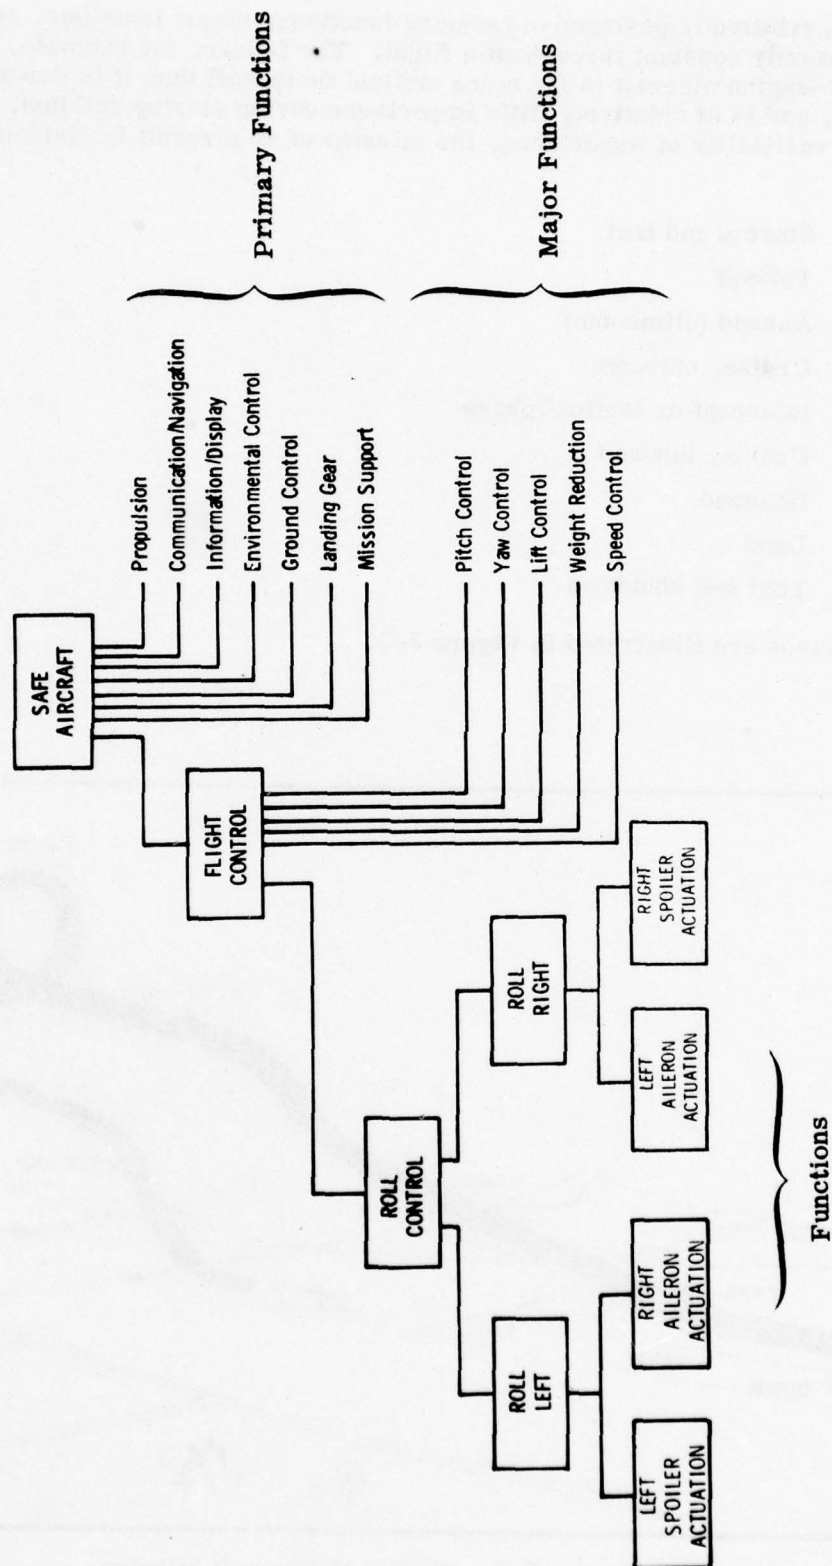 SAFE
AIRCRAFT
Propulsion
Communication/Navigation
Information/Display
Environmental Control
Ground Control
Landing Gear
Mission Support
Primary Functions
FLIGHT
CONTROL
Pitch Control
Yaw Control
Lift Control
Weight Reduction
Speed Control
Major Functions
ROLL
CONTROL
ROLL
LEFT
ROLL
RIGHT
LEFT
SPOILER
ACTUATION
RIGHT
AILERON
ACTUATION
LEFT
AILERON
ACTUATION
RIGHT
SPOILER
ACTUATION
Functions